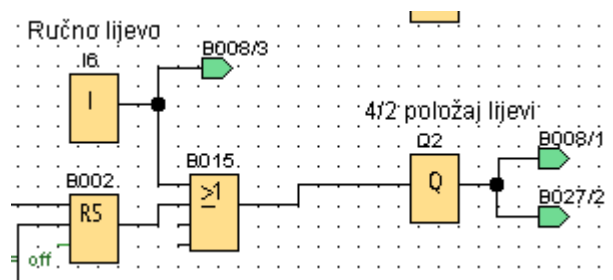 Ručno lijevo
I6
B008/3
I
4/2 položaj lijevi
Q2
B008/1
B015
B002
≥1
Q
B027/2
RS
off